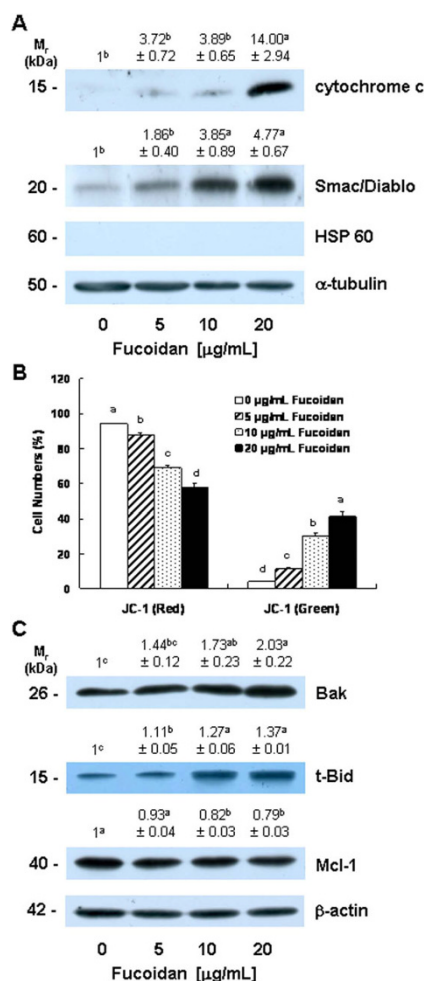 A
Mr (kDa)
1ᵇ 3.72ᵇ ± 0.72 3.89ᵇ ± 0.65 14.00ᵃ ± 2.94
15 - cytochrome c
1ᵇ 1.86ᵇ ± 0.40 3.85ᵃ ± 0.89 4.77ᵃ ± 0.67
20 - Smac/Diablo
60 - HSP 60
50 - α-tubulin
0 5 10 20
Fucoidan [µg/mL]
B
Cell Numbers (%)
120
100
80
60
40
20
0
0 µg/mL Fucoidan
5 µg/mL Fucoidan
10 µg/mL Fucoidan
20 µg/mL Fucoidan
a b c d
d c b a
JC-1 (Red) JC-1 (Green)
C
Mr (kDa)
1ᶜ 1.44ᵇᶜ ± 0.12 1.73ᵃᵇ ± 0.23 2.03ᵃ ± 0.22
26 - Bak
1ᶜ 1.11ᵇ ± 0.05 1.27ᵃ ± 0.06 1.37ᵃ ± 0.01
15 - t-Bid
1ᵃ 0.93ᵃ ± 0.04 0.82ᵇ ± 0.03 0.79ᵇ ± 0.03
40 - Mcl-1
42 - β-actin
0 5 10 20
Fucoidan [µg/mL]